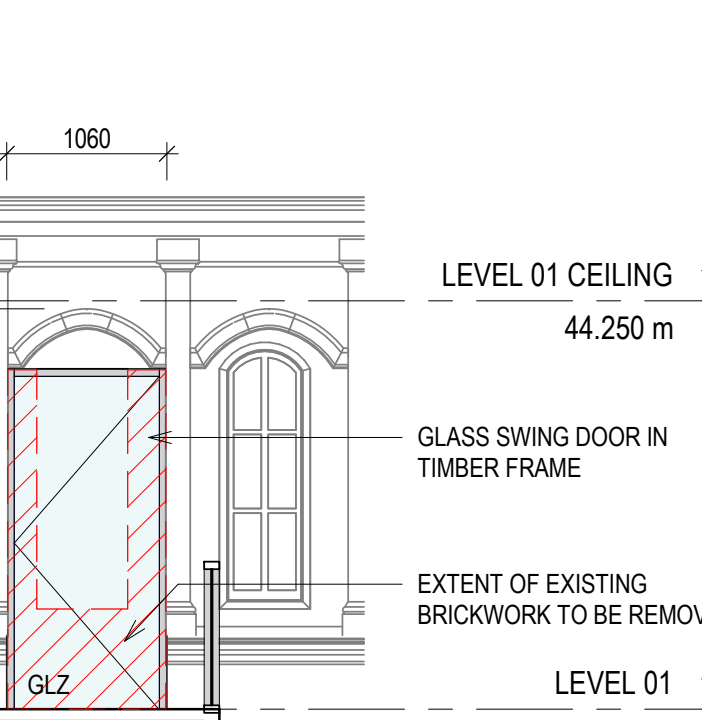 1060
LEVEL 01 CEILING
44.250 m
GLASS SWING DOOR IN
TIMBER FRAME
EXTENT OF EXISTING
BRICKWORK TO BE REMOV
LEVEL 01
GLZ